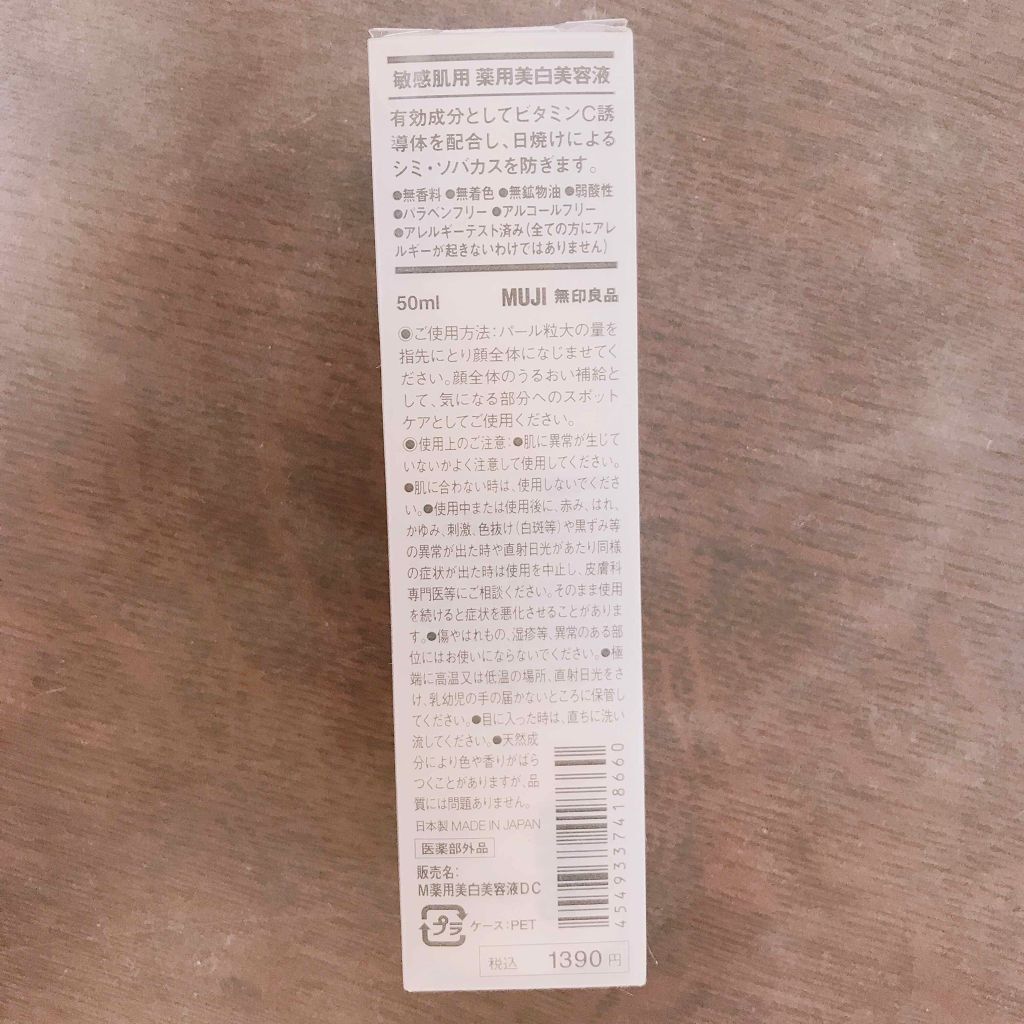 敏感肌用 薬用美白美容液
有効成分としてビタミンC誘
導体を配合し、日焼けによる
シミ・ソバカスを防ぎます。
●無香料 ●無着色 ●無鉱物油 ●弱酸性
●パラベンフリー ●アルコールフリー
●アレルギーテスト済み(全ての方にアレ
ルギーが起きないわけではありません)
50ml MUJI 無印良品
◉ご使用方法:パール粒大の量を
指先にとり顔全体になじませてく
ださい。顔全体のうるおい補給と
して、気になる部分へのスポット
ケアとしてご使用ください。
◉使用上のご注意:●肌に異常が生じて
いないかよく注意して使用してください。
●肌に合わない時は、使用しないでくださ
い。●使用中または使用後に、赤み、はれ、
かゆみ、刺激、色抜け(白斑等)や黒ずみ等
の異常が出た時や直射日光があたり同様
の症状が出た時は使用を中止し、皮膚科
専門医等にご相談ください。そのまま使用
を続けると症状を悪化させることがありま
す。●傷やはれもの、湿疹等、異常のある部
位にはお使いにならないでください。●極
端に高温又は低温の場所、直射日光をさ
け、乳幼児の手の届かないところに保管し
てください。●目に入った時は、直ちに洗い
流してください。●天然成
分により色や香りがばら
つくことがありますが、品
質には問題ありません。
日本製 MADE IN JAPAN
医薬部外品
販売名:
M薬用美白美容液DC
プラ ケース:PET
4549337418660
税込 1390円